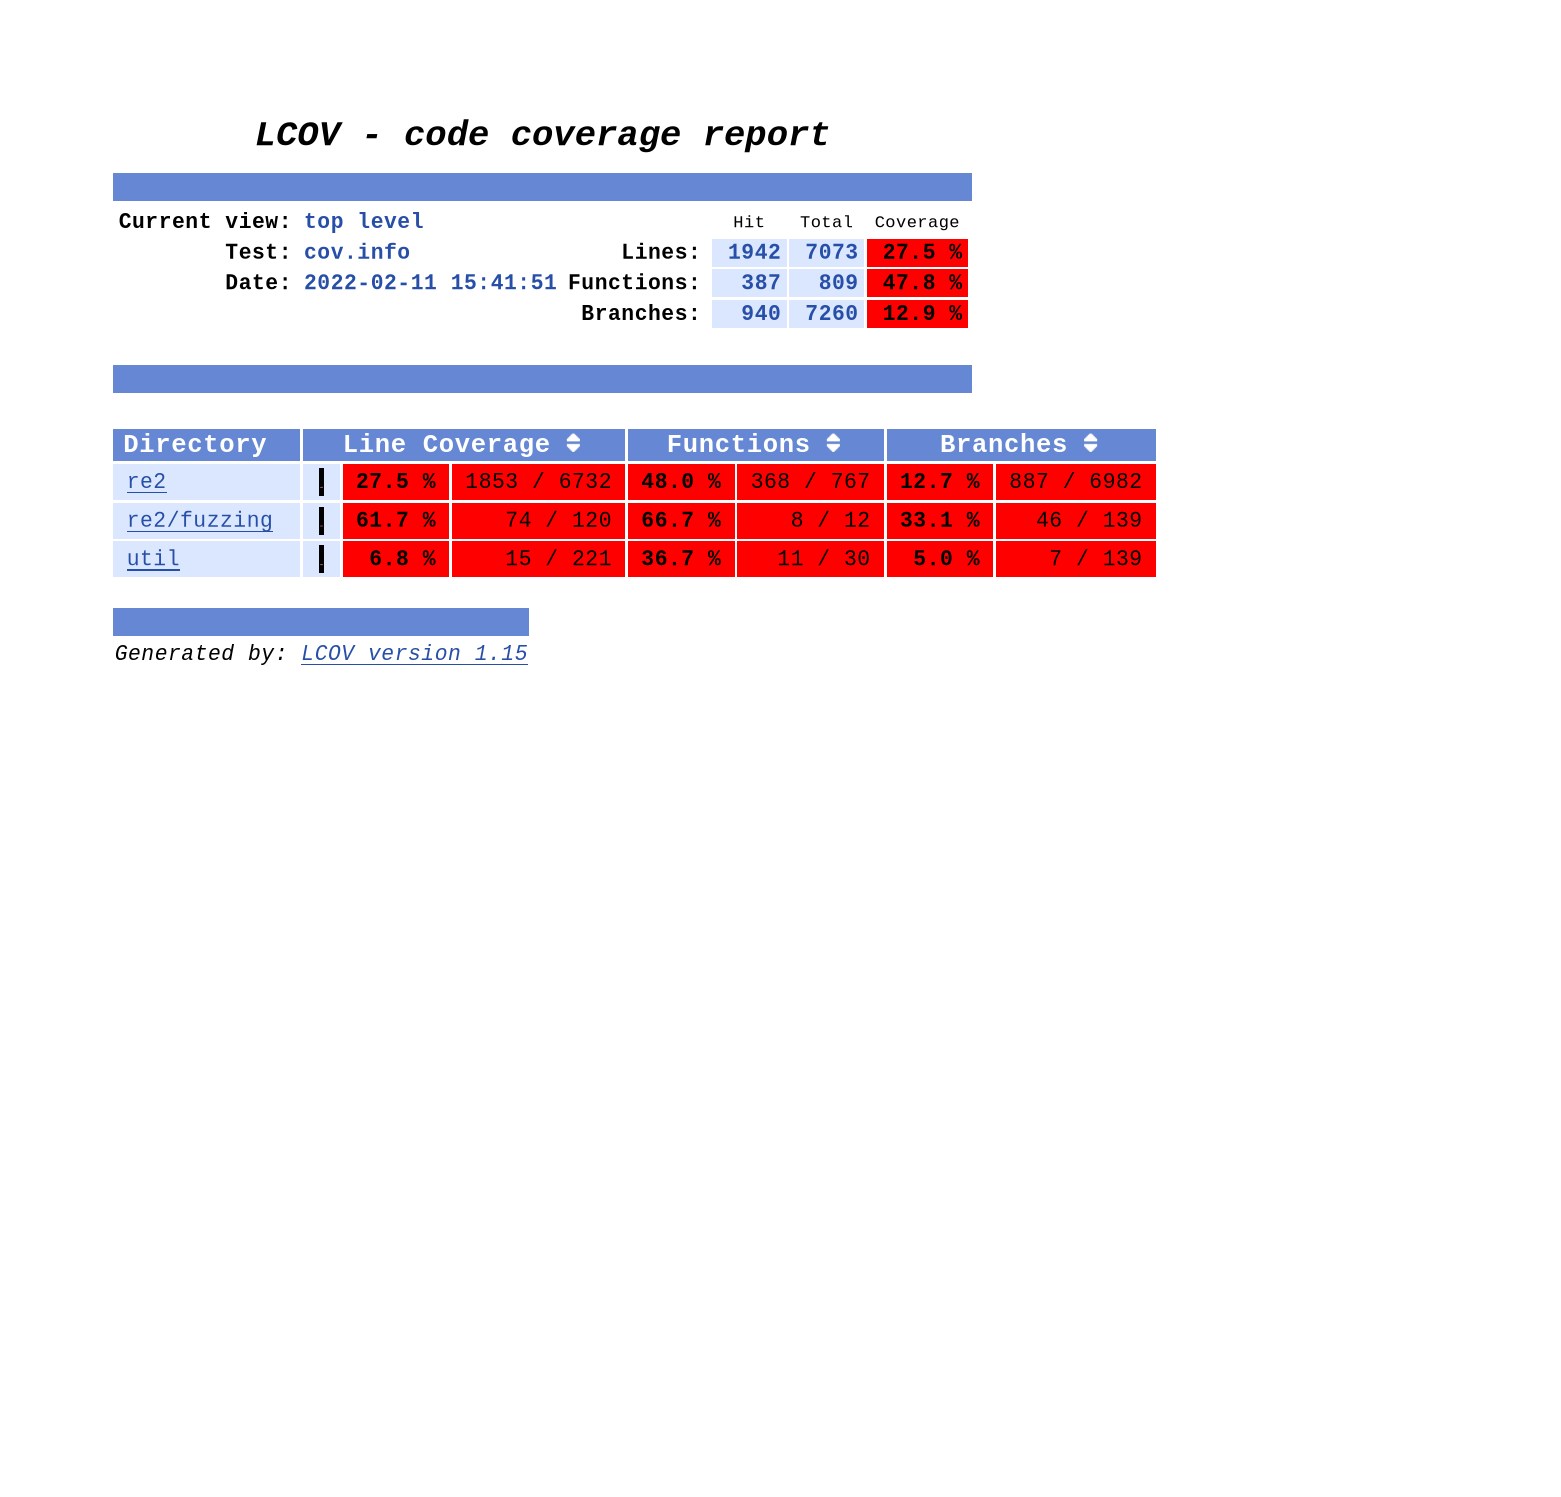 LCOV - code coverage report
Current view: top level Hit Total Coverage
Test: cov.info Lines: 1942 7073 27.5 %
Date: 2022-02-11 15:41:51 Functions: 387 809 47.8 %
Branches: 940 7260 12.9 %
Directory Line Coverage Functions Branches
re2 27.5 % 1853 / 6732 48.0 % 368 / 767 12.7 % 887 / 6982
re2/fuzzing 61.7 % 74 / 120 66.7 % 8 / 12 33.1 % 46 / 139
util 6.8 % 15 / 221 36.7 % 11 / 30 5.0 % 7 / 139
Generated by: LCOV version 1.15